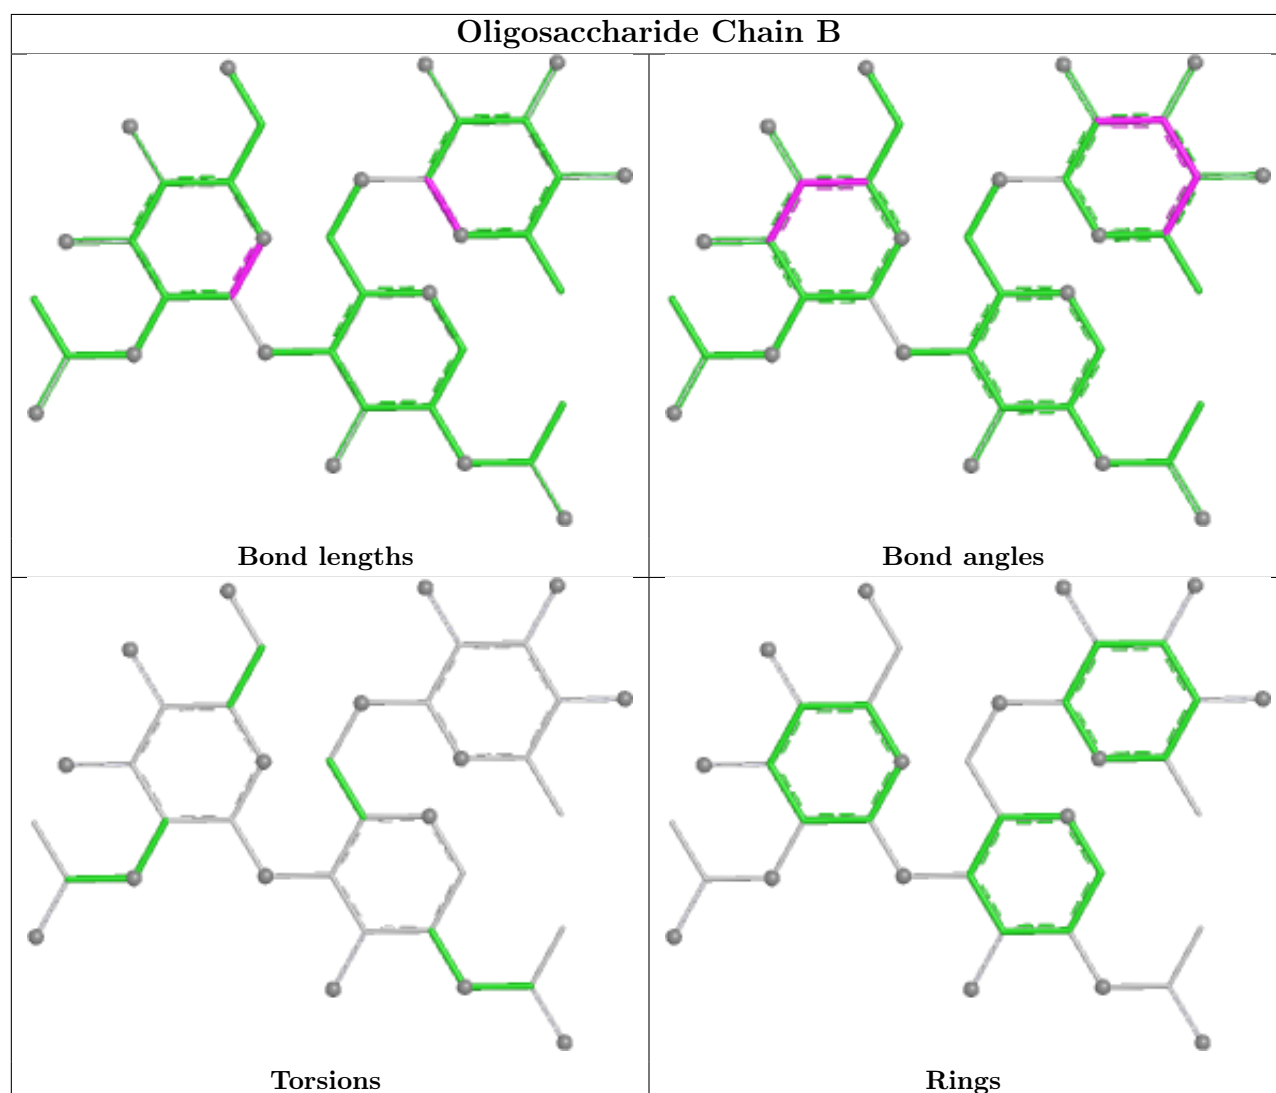 Oligosaccharide Chain B
Bond lengths
Bond angles
Torsions
Rings